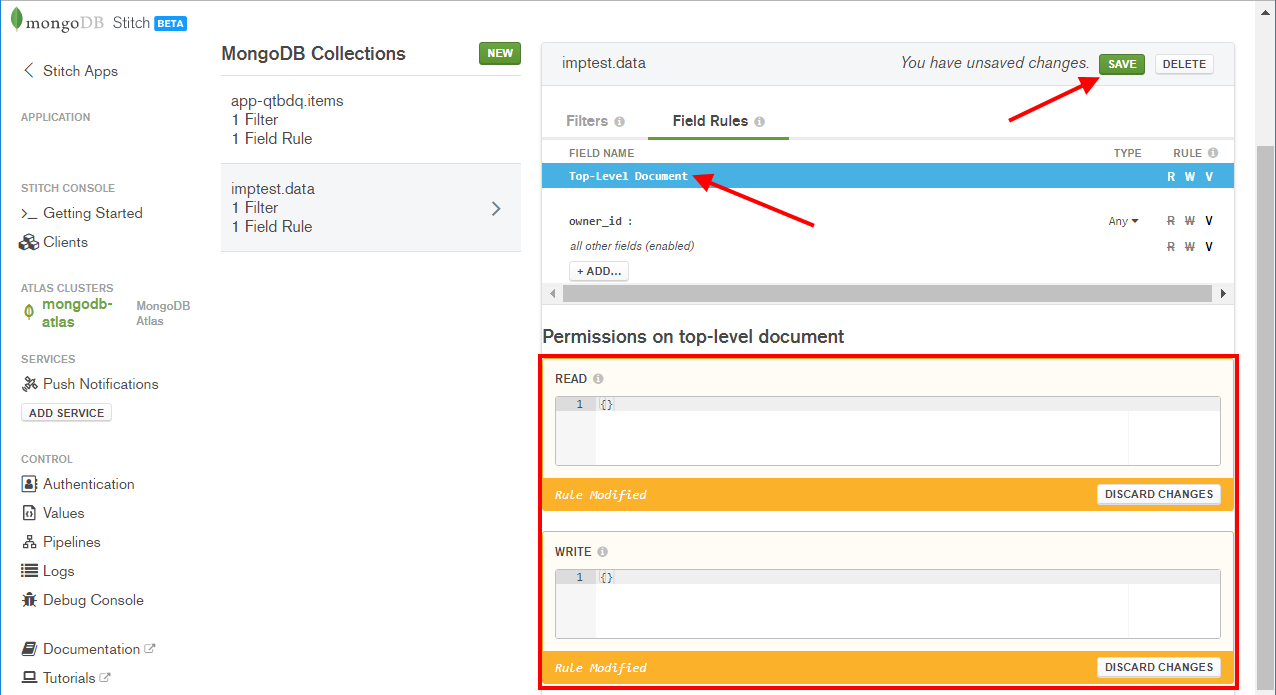 mongoDB Stitch BETA
Stitch Apps
APPLICATION
STITCH CONSOLE
>_ Getting Started
Clients
ATLAS CLUSTERS
mongodb-
atlas
MongoDB
Atlas
SERVICES
Push Notifications
ADD SERVICE
CONTROL
Authentication
Values
Pipelines
Logs
Debug Console
Documentation
Tutorials
MongoDB Collections
NEW
app-qtbdq.items
1 Filter
1 Field Rule
imptest.data
1 Filter
1 Field Rule
imptest.data
You have unsaved changes.
SAVE
DELETE
Filters
Field Rules
FIELD NAME TYPE RULE
Top-Level Document R W V
owner_id : Any R W V
all other fields (enabled) R W V
+ ADD...
Permissions on top-level document
READ
1 {}
Rule Modified DISCARD CHANGES
WRITE
1 {}
Rule Modified DISCARD CHANGES